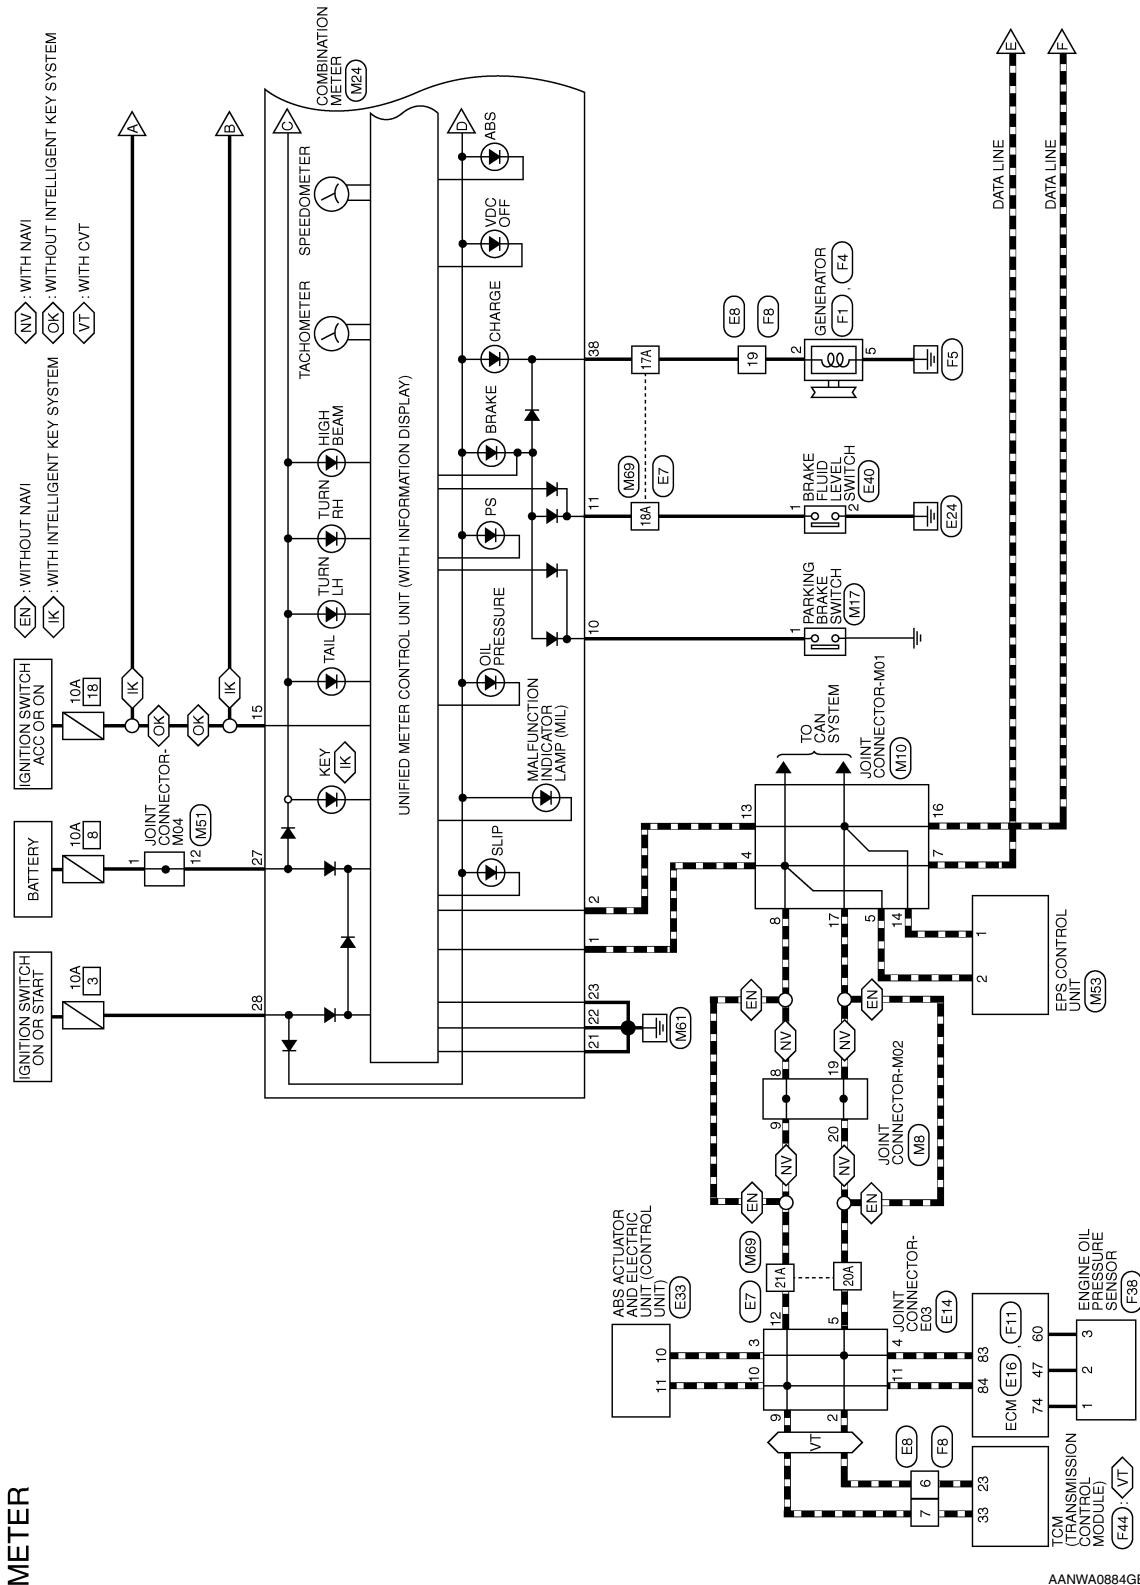 METER
IGNITION SWITCH
ON OR START
10A
3
28
BATTERY
10A
8
1
JOINT
CONNECTOR-
M04
M51
12
27
IGNITION SWITCH
ACC OR ON
10A
18
IK
OK
OK
IK
15
A
B
EN : WITHOUT NAVI
IK : WITH INTELLIGENT KEY SYSTEM
NV : WITH NAVI
OK : WITHOUT INTELLIGENT KEY SYSTEM
VT : WITH CVT
COMBINATION
METER
M24
C
KEY
IK
TAIL
TURN
LH
TURN
RH
HIGH
BEAM
TACHOMETER
SPEEDOMETER
UNIFIED METER CONTROL UNIT (WITH INFORMATION DISPLAY)
D
SLIP
MALFUNCTION
INDICATOR
LAMP (MIL)
OIL
PRESSURE
PS
BRAKE
CHARGE
VDC
OFF
ABS
21
22
23
1
2
10
11
38
M61
PARKING
BRAKE
SWITCH
M17
1
18A
17A
M69
E7
1
BRAKE
FLUID
LEVEL
SWITCH
E40
2
E24
19
E8
F8
2
GENERATOR
F1 , F4
5
F5
DATA LINE
E
DATA LINE
F
4
13
TO
CAN
SYSTEM
JOINT
CONNECTOR-M01
M10
8
17
5
14
7
16
EN
EN
NV
NV
8
19
JOINT
CONNECTOR-M02
M8
9
20
NV
NV
EN
EN
2
1
EPS CONTROL
UNIT
M53
M69
E7
21A
20A
ABS ACTUATOR
AND ELECTRIC
UNIT (CONTROL
UNIT)
E33
11
10
10
3
12
5
JOINT
CONNECTOR-
E03
E14
9
2
11
4
VT
E8
F8
7
6
33
23
TCM
(TRANSMISSION
CONTROL
MODULE)
F44 : VT
84
83
ECM E16 , F11
74
47
60
1
2
3
ENGINE OIL
PRESSURE
SENSOR
F38
AANWA0884GB